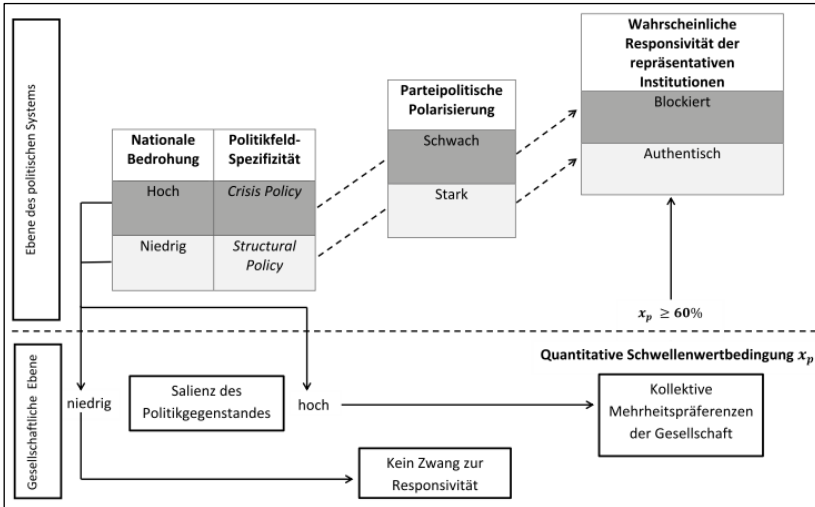 Ebene des politischen Systems
Wahrscheinliche
Responsivität der
repräsentativen
Institutionen
Blockiert
Authentisch
Parteipolitische
Polarisierung
Schwach
Stark
Nationale
Bedrohung
Politikfeld-
Spezifizität
Hoch
Crisis Policy
Niedrig
Structural
Policy
x_p ≥ 60%
Gesellschaftliche Ebene
Quantitative Schwellenwertbedingung x_p
niedrig
Salienz des
Politikgegenstandes
hoch
Kollektive
Mehrheitspräferenzen
der Gesellschaft
Kein Zwang zur
Responsivität